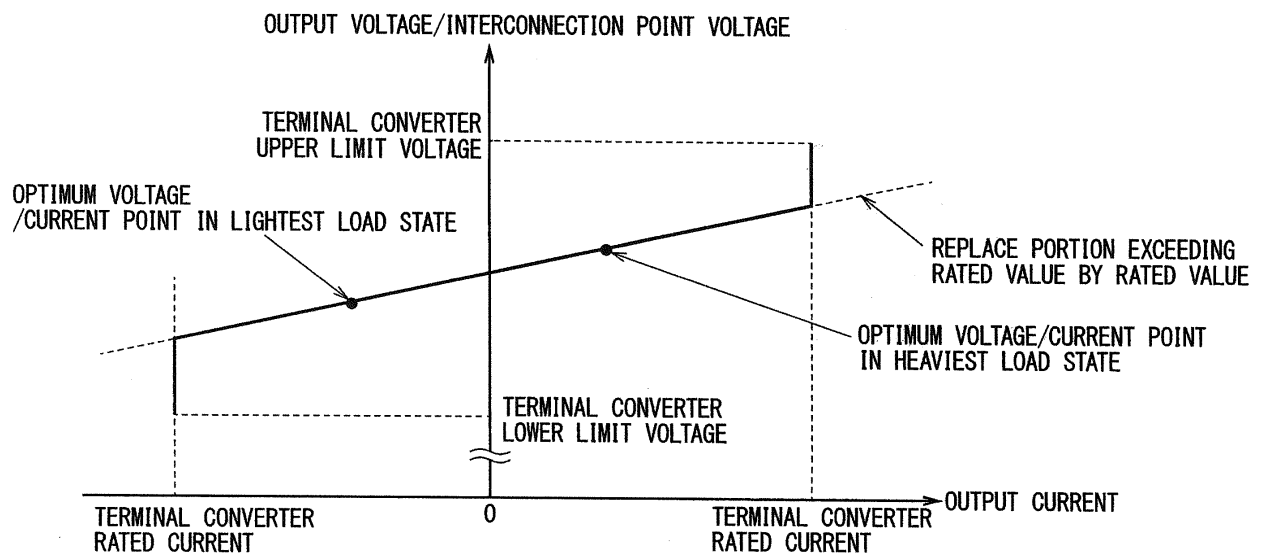 OUTPUT VOLTAGE/INTERCONNECTION POINT VOLTAGE
TERMINAL CONVERTER
UPPER LIMIT VOLTAGE
OPTIMUM VOLTAGE
/CURRENT POINT IN LIGHTEST LOAD STATE
REPLACE PORTION EXCEEDING
RATED VALUE BY RATED VALUE
OPTIMUM VOLTAGE/CURRENT POINT
IN HEAVIEST LOAD STATE
TERMINAL CONVERTER
LOWER LIMIT VOLTAGE
OUTPUT CURRENT
TERMINAL CONVERTER
RATED CURRENT
0
TERMINAL CONVERTER
RATED CURRENT